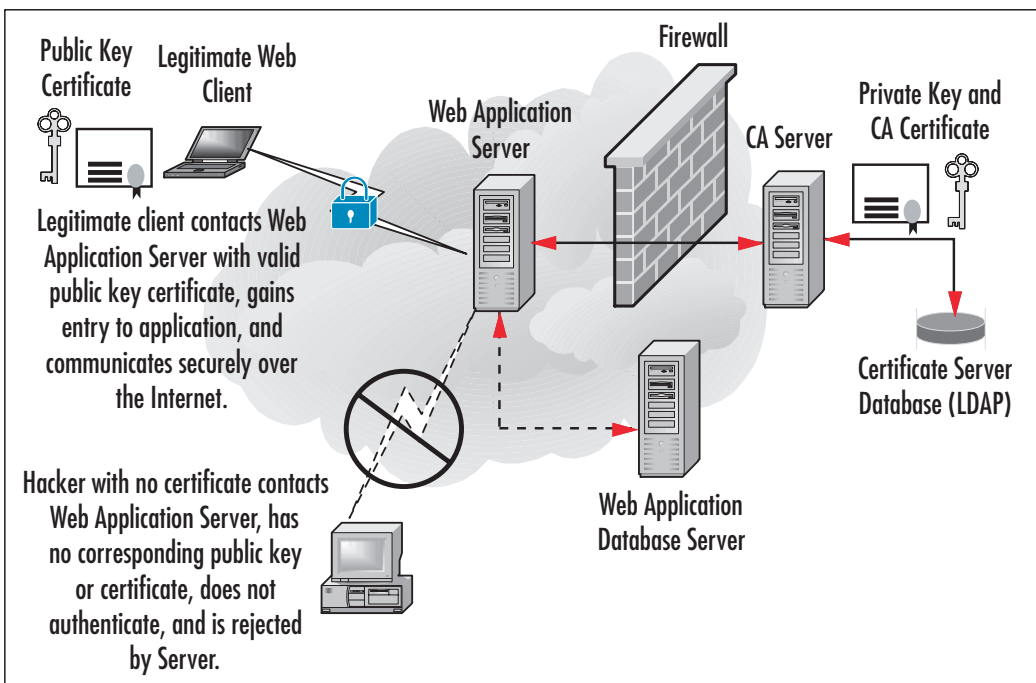 Public Key
Certificate
Legitimate Web
Client
Legitimate client contacts Web
Application Server with valid
public key certificate, gains
entry to application, and
communicates securely over
the Internet.
Web Application
Server
Firewall
CA Server
Private Key and
CA Certificate
Certificate Server
Database (LDAP)
Web Application
Database Server
Hacker with no certificate contacts
Web Application Server, has
no corresponding public key
or certificate, does not
authenticate, and is rejected
by Server.